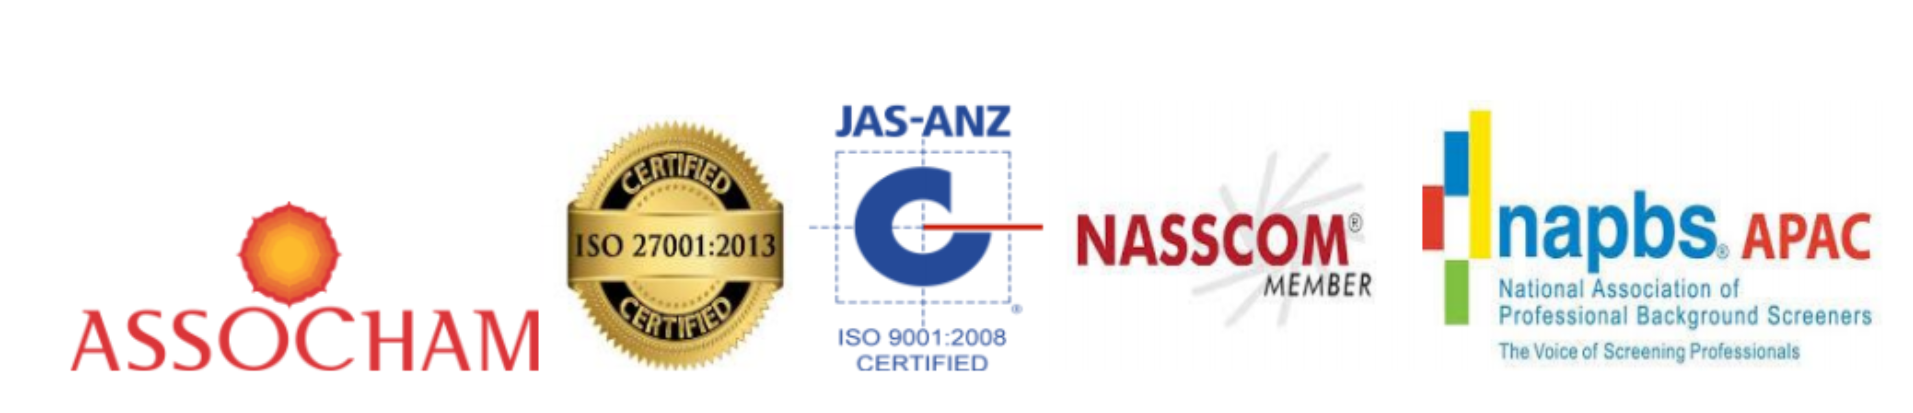 ASSOCHAM
CERTIFIED
ISO 27001:2013
CERTIFIED
JAS-ANZ
®
ISO 9001:2008
CERTIFIED
NASSCOM®
MEMBER
napbs® APAC
National Association of
Professional Background Screeners
The Voice of Screening Professionals